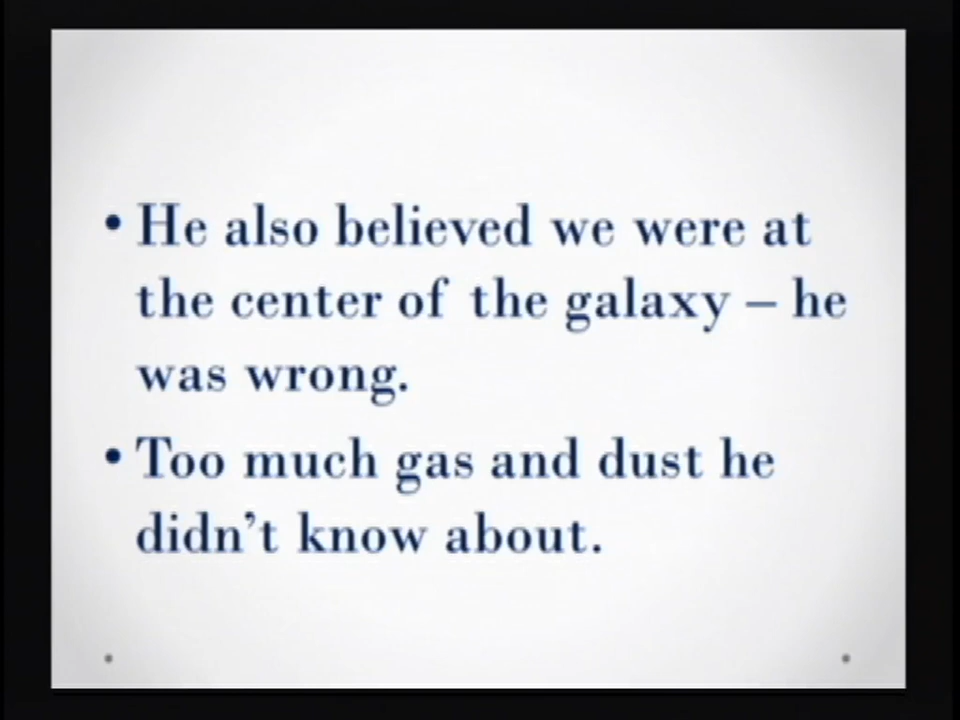 • He also believed we were at
the center of the galaxy – he
was wrong.
• Too much gas and dust he
didn't know about.